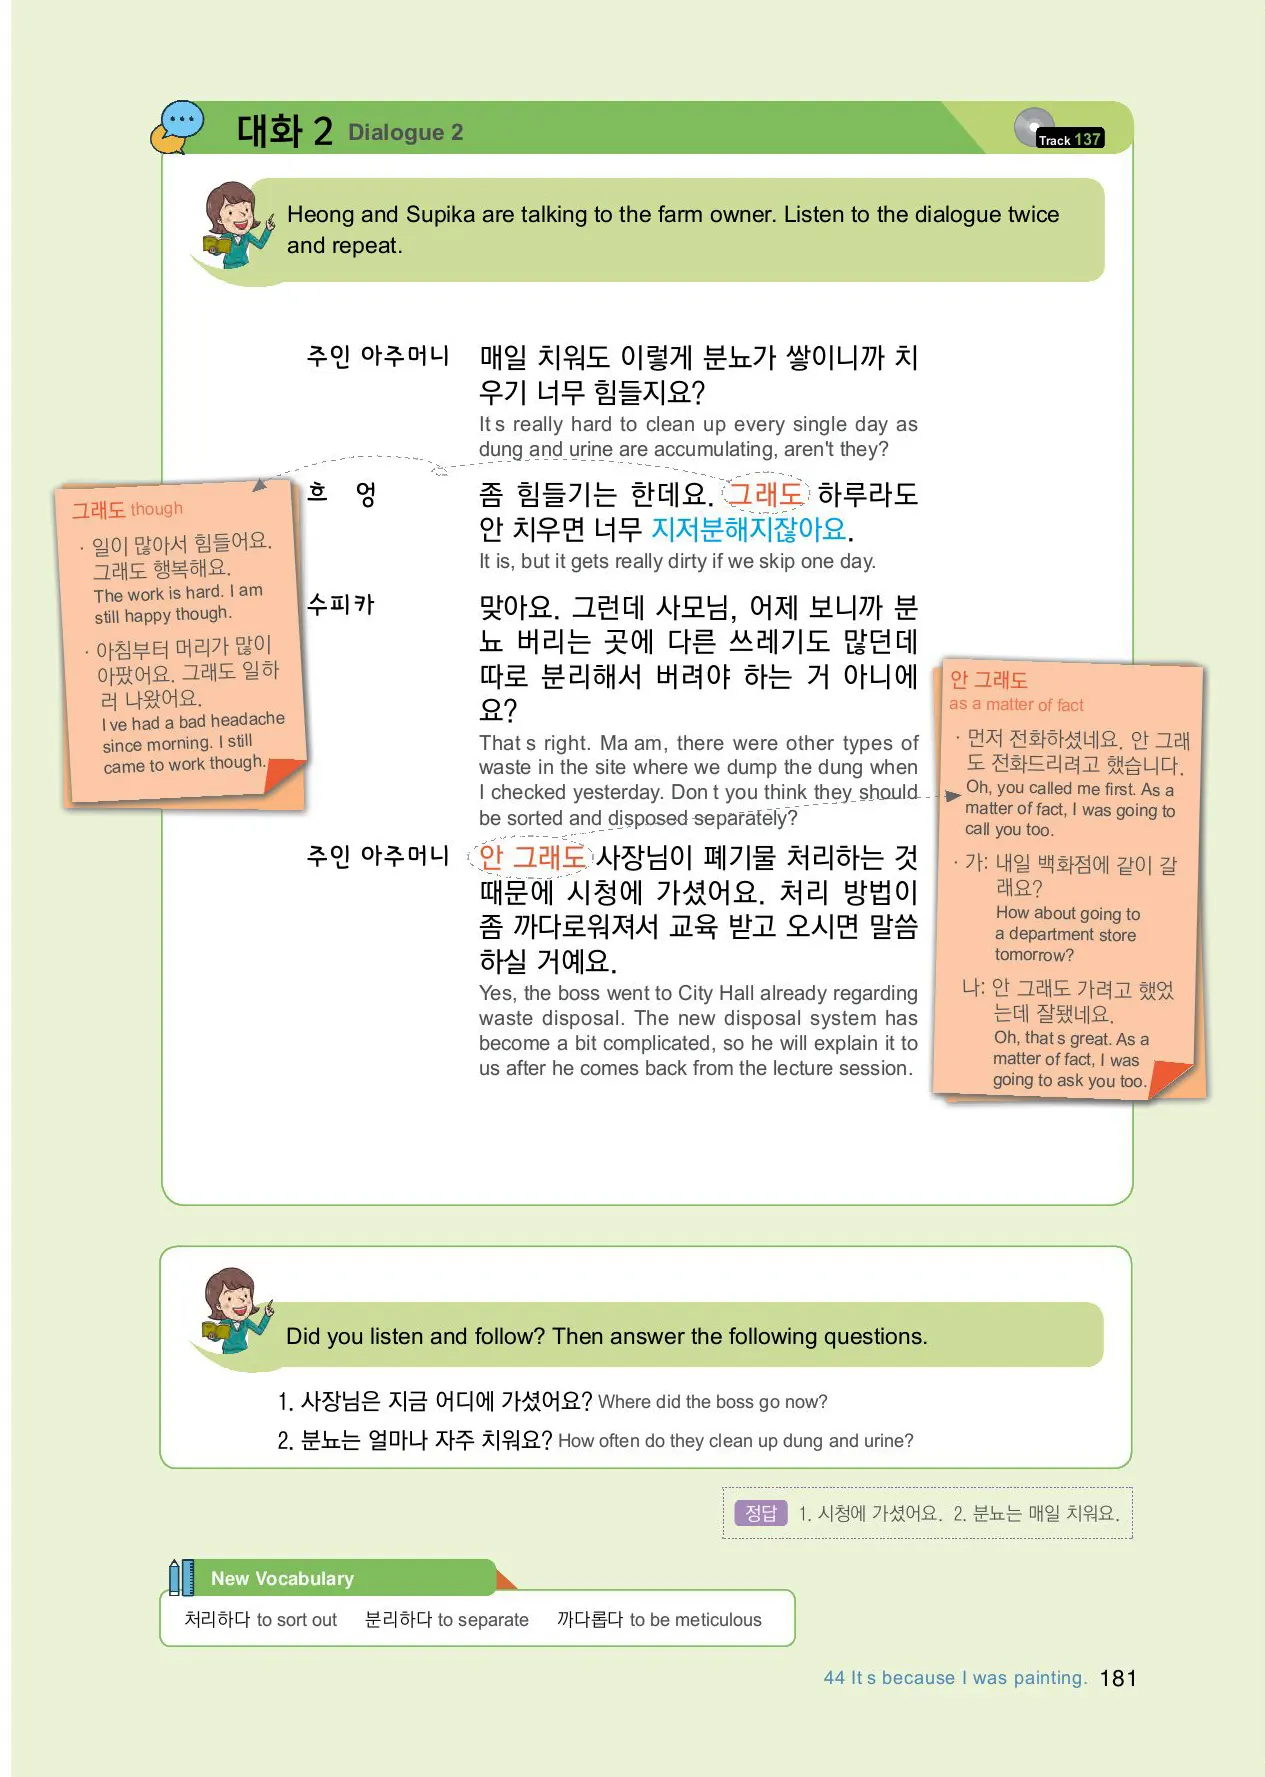 대화 2 Dialogue 2
Track 137
Heong and Supika are talking to the farm owner. Listen to the dialogue twice
and repeat.
주인 아주머니 매일 치워도 이렇게 분뇨가 쌓이니까 치
우기 너무 힘들지요?
It s really hard to clean up every single day as
dung and urine are accumulating, aren't they?
흐 엉 좀 힘들기는 한데요. 그래도 하루라도
안 치우면 너무 지저분해지잖아요.
It is, but it gets really dirty if we skip one day.
수피카 맞아요. 그런데 사모님, 어제 보니까 분
뇨 버리는 곳에 다른 쓰레기도 많던데
따로 분리해서 버려야 하는 거 아니에
요?
That s right. Ma am, there were other types of
waste in the site where we dump the dung when
I checked yesterday. Don t you think they should
be sorted and disposed separately?
주인 아주머니 안 그래도 사장님이 폐기물 처리하는 것
때문에 시청에 가셨어요. 처리 방법이
좀 까다로워져서 교육 받고 오시면 말씀
하실 거예요.
Yes, the boss went to City Hall already regarding
waste disposal. The new disposal system has
become a bit complicated, so he will explain it to
us after he comes back from the lecture session.
그래도 though
· 일이 많아서 힘들어요.
그래도 행복해요.
The work is hard. I am
still happy though.
· 아침부터 머리가 많이
아팠어요. 그래도 일하
러 나왔어요.
I ve had a bad headache
since morning. I still
came to work though.
안 그래도
as a matter of fact
· 먼저 전화하셨네요. 안 그래
도 전화드리려고 했습니다.
Oh, you called me first. As a
matter of fact, I was going to
call you too.
· 가: 내일 백화점에 같이 갈
래요?
How about going to
a department store
tomorrow?
나: 안 그래도 가려고 했었
는데 잘됐네요.
Oh, that s great. As a
matter of fact, I was
going to ask you too.
Did you listen and follow? Then answer the following questions.
1. 사장님은 지금 어디에 가셨어요? Where did the boss go now?
2. 분뇨는 얼마나 자주 치워요? How often do they clean up dung and urine?
정답 1. 시청에 가셨어요. 2. 분뇨는 매일 치워요.
New Vocabulary
처리하다 to sort out 분리하다 to separate 까다롭다 to be meticulous
44 It s because I was painting. 181